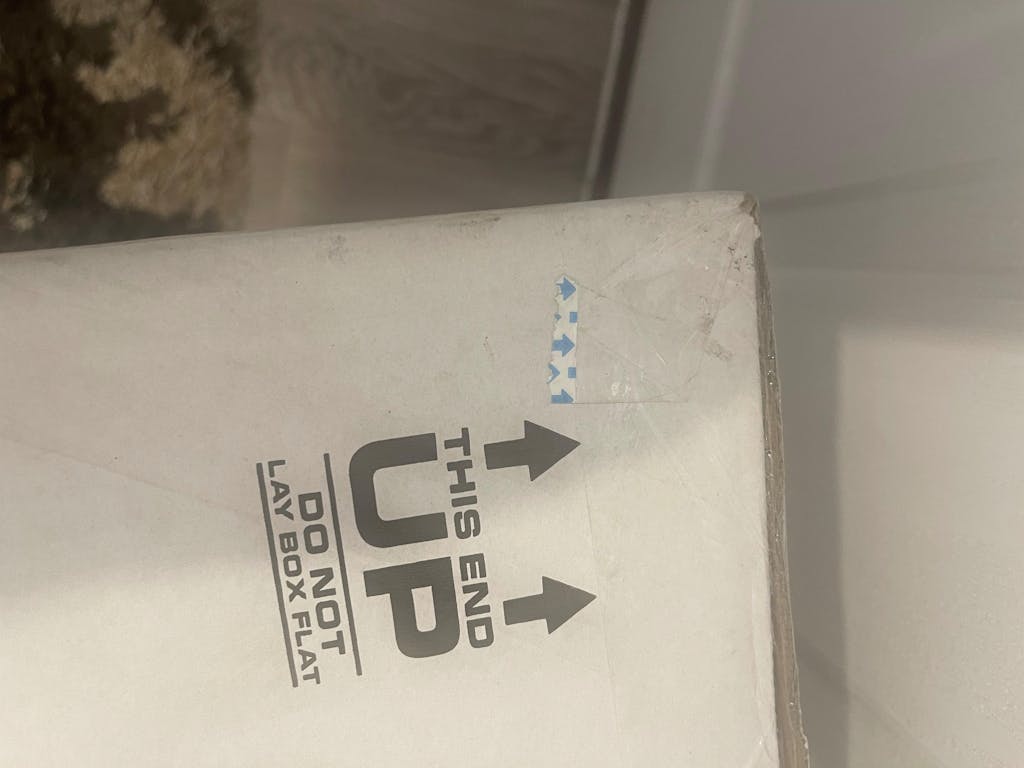 THIS END
UP
DO NOT
LAY BOX FLAT